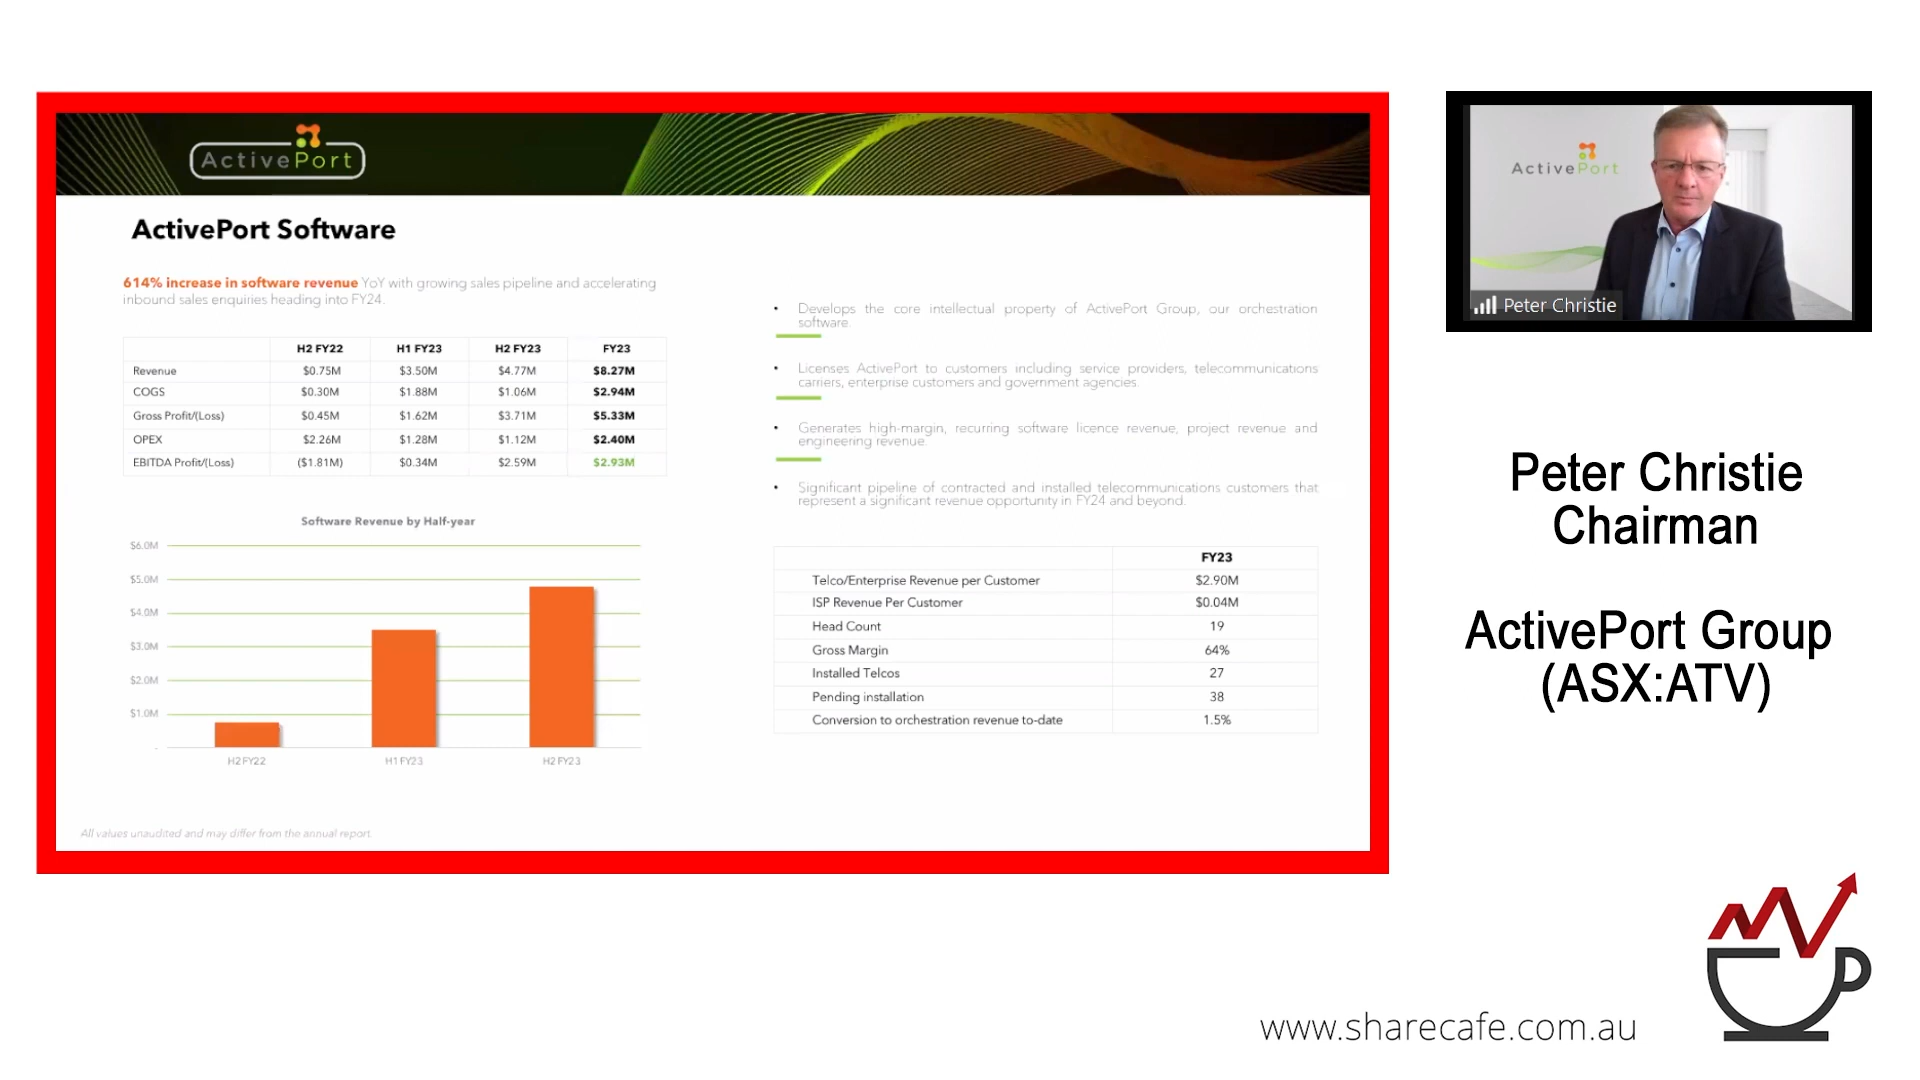 ActivePort
ActivePort Software
614% increase in software revenue YoY with growing sales pipeline and accelerating
inbound sales enquiries heading into FY24.
H2 FY22 H1 FY23 H2 FY23 FY23
Revenue $0.75M $3.50M $4.77M $8.27M
COGS $0.30M $1.88M $1.06M $2.94M
Gross Profit/(Loss) $0.45M $1.62M $3.71M $5.33M
OPEX $2.26M $1.28M $1.12M $2.40M
EBITDA Profit/(Loss) ($1.81M) $0.34M $2.59M $2.93M
Software Revenue by Half-year
$6.0M
$5.0M
$4.0M
$3.0M
$2.0M
$1.0M
-
H2 FY22 H1 FY23 H2 FY23
All values unaudited and may differ from the annual report.
• Develops the core intellectual property of ActivePort Group, our orchestration
software.
• Licenses ActivePort to customers including service providers, telecommunications
carriers, enterprise customers and government agencies.
• Generates high-margin, recurring software licence revenue, project revenue and
engineering revenue.
• Significant pipeline of contracted and installed telecommunications customers that
represent a significant revenue opportunity in FY24 and beyond.
FY23
Telco/Enterprise Revenue per Customer $2.90M
ISP Revenue Per Customer $0.04M
Head Count 19
Gross Margin 64%
Installed Telcos 27
Pending installation 38
Conversion to orchestration revenue to-date 1.5%
ActivePort
Peter Christie
Peter Christie
Chairman
ActivePort Group
(ASX:ATV)
www.sharecafe.com.au